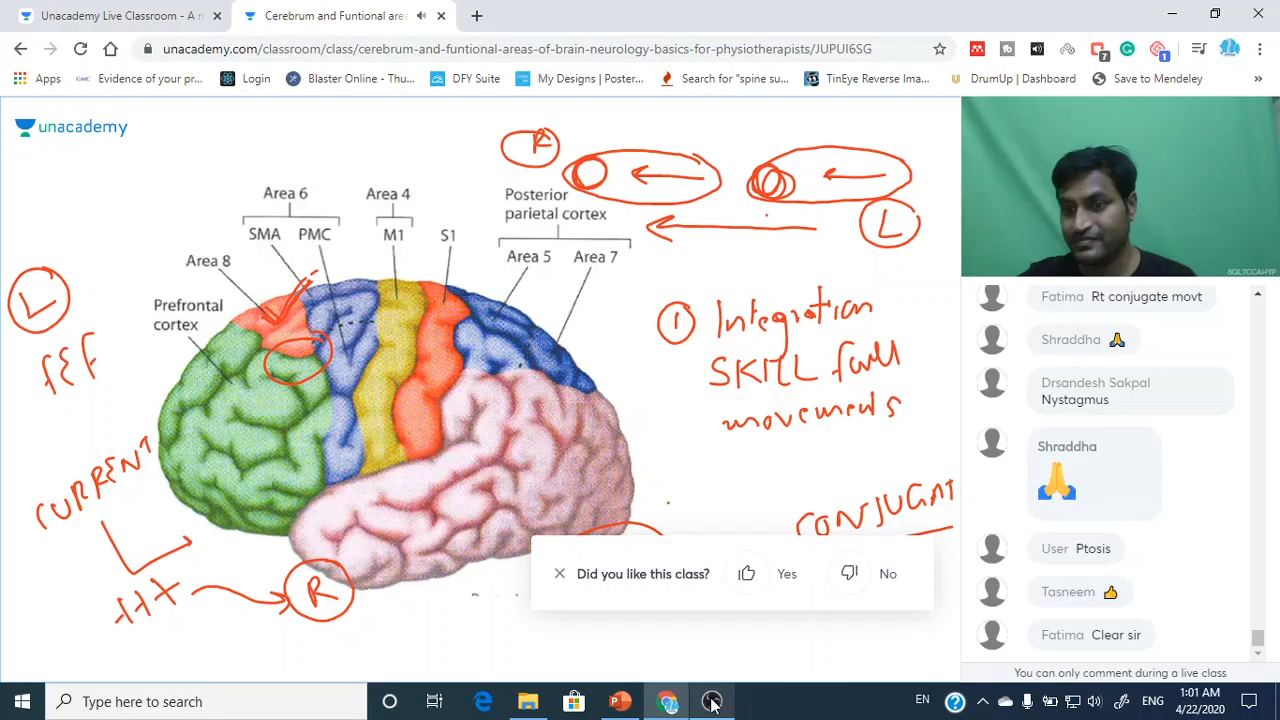 Unacademy Live Classroom - A n
Cerebrum and Funtional area
unacademy.com/classroom/class/cerebrum-and-funtional-areas-of-brain-neurology-basics-for-physiotherapists/JUPUI6SG
7
1
Apps
GMC
Evidence of your pr...
Login
Blaster Online - Thu...
DFY Suite
My Designs | Poster...
Search for "spine su...
TinEye Reverse Ima...
DrumUp | Dashboard
Save to Mendeley
»
unacademy
R
L
Area 6
Area 4
Posterior
parietal cortex
SMA
PMC
M1
S1
Area 5
Area 7
Area 8
Prefrontal
cortex
L
FEF
1 Integration
SKILL full
movements
CURRENT
+++
R
CONJUGAT
Did you like this class?
Yes
No
SQLTCCAHYP
Fatima Rt conjugate movt
Shraddha 🙏
Drsandesh Sakpal
Nystagmus
Shraddha
🙏
User Ptosis
Tasneem 👍
Fatima Clear sir
You can only comment during a live class
Type here to search
EN
ENG
1:01 AM
4/22/2020